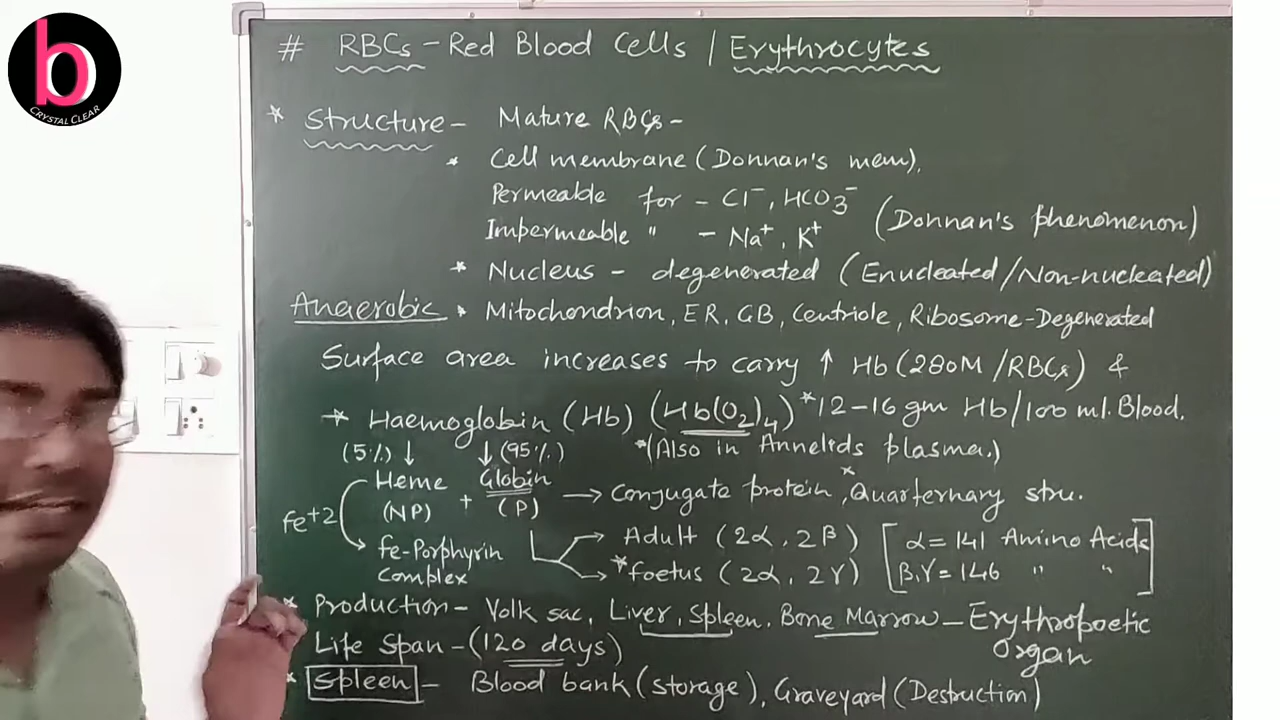 b
CRYSTAL CLEAR
# RBCs - Red Blood Cells / Erythrocytes
* Structure - Mature RBCs -
* Cell membrane (Donnan's mem).
Permeable for - Cl⁻, HCO₃⁻ (Donnan's phenomenon)
Impermeable " - Na⁺, K⁺
* Nucleus - degenerated (Enucleated/Non-nucleated)
Anaerobic * Mitochondrion, ER, GB, Centriole, Ribosome-Degenerated
Surface area increases to carry ↑ Hb (280M/RBCs) &
* Haemoglobin (Hb) (Hb(O₂)₄) * 12-16 gm Hb/100 ml. Blood.
(5%) ↓ ↓ (95%) *(Also in Annelids plasma.)
Heme + Globin → Conjugate protein, * Quarternary stru.
(NP) (P)
Fe+2 Fe-Porphyrin complex
Adult (2α, 2β) [α = 141 Amino Acids
* Foetus (2α, 2γ) β, γ = 146 " "]
* Production - Yolk sac, Liver, Spleen, Bone Marrow - Erythropoetic Organ
Life Span - (120 days)
* Spleen - Blood bank (storage), Graveyard (Destruction)